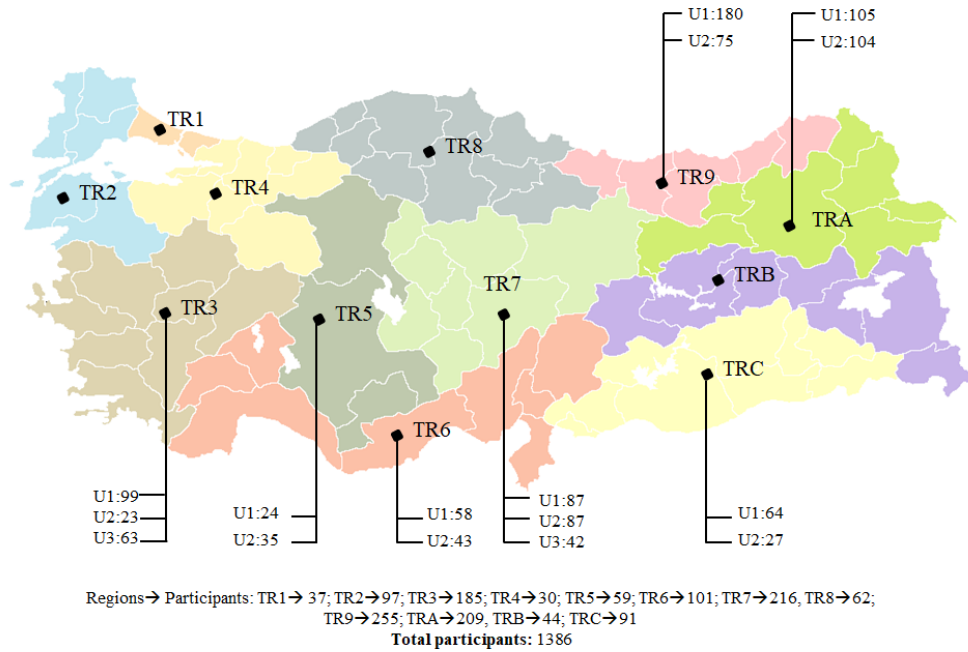 U1:180
U2:75
U1:105
U2:104
TR1
TR8
TR2
TR4
TR9
TRA
TRB
TR7
TR3
TR5
TRC
TR6
U1:99
U2:23
U3:63
U1:24
U2:35
U1:58
U2:43
U1:87
U2:87
U3:42
U1:64
U2:27
Regions→ Participants: TR1→ 37; TR2→97; TR3→185; TR4→30; TR5→59; TR6→101; TR7→216, TR8→62;
TR9→255; TRA→209, TRB→44; TRC→91
Total participants: 1386